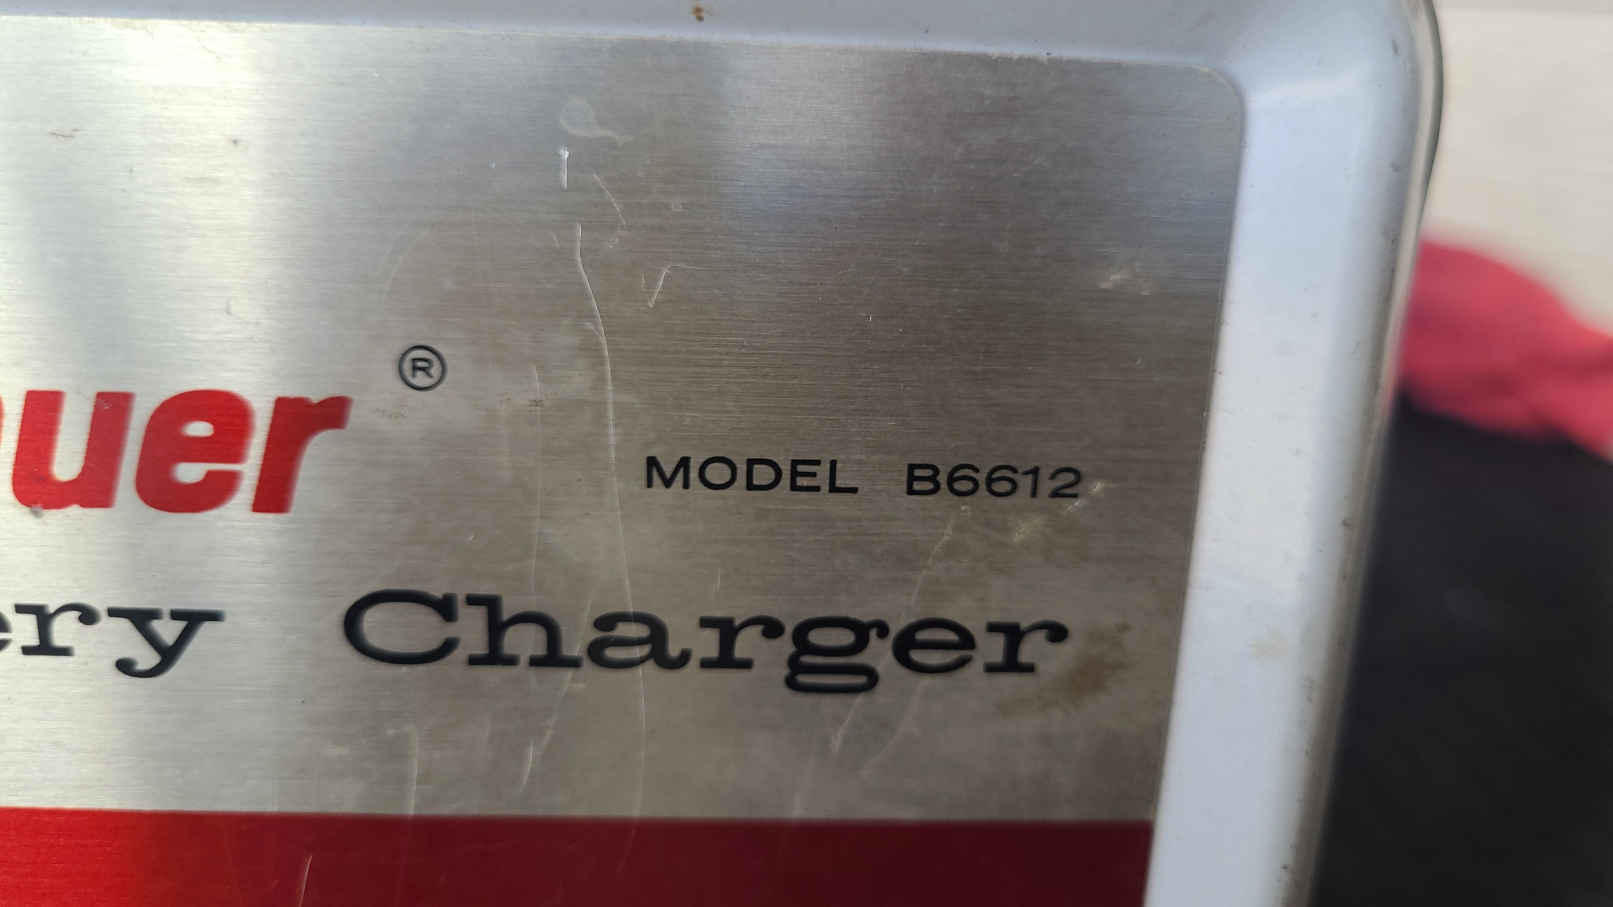 uer ®
MODEL B6612
ery Charger